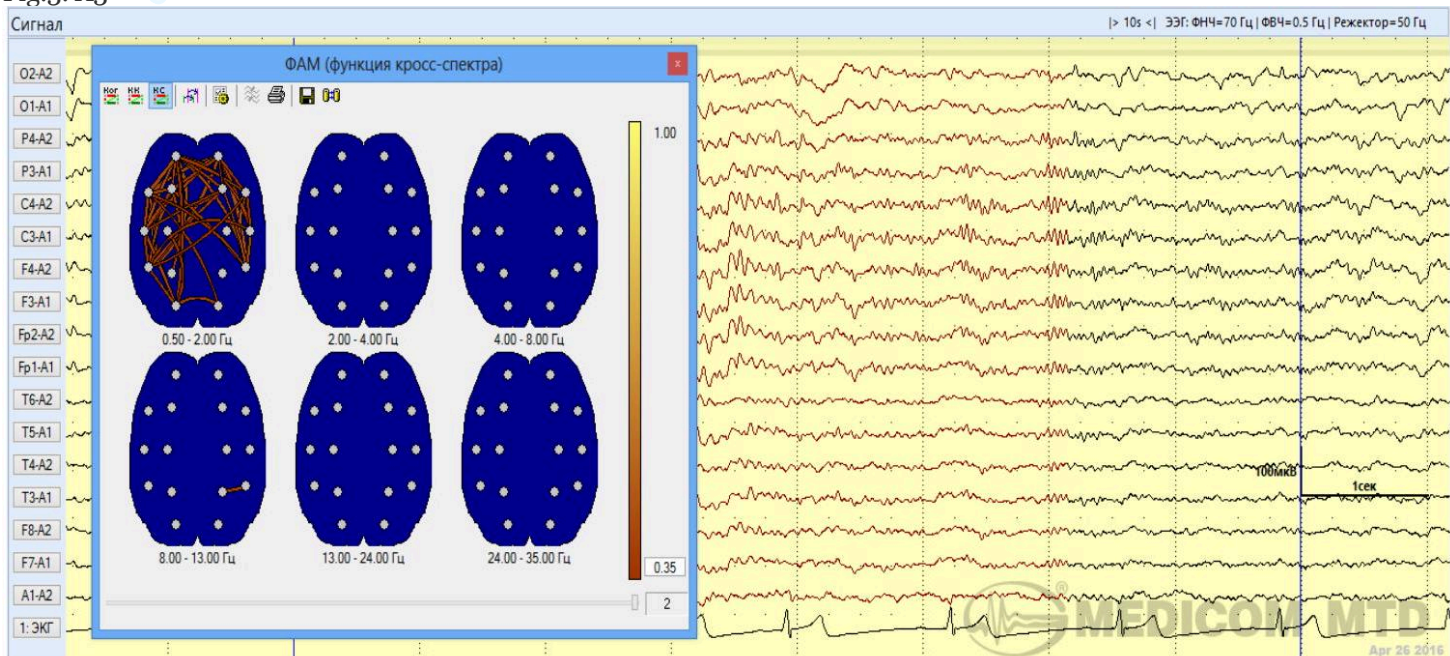 Сигнал
|> 10s <| ЭЭГ: ФНЧ=70 Гц | ФВЧ=0.5 Гц | Режектор=50 Гц
ФАМ (функция кросс-спектра)
x
Ког
КК
КС
1.00
0.35
2
0.50 - 2.00 Гц
2.00 - 4.00 Гц
4.00 - 8.00 Гц
8.00 - 13.00 Гц
13.00 - 24.00 Гц
24.00 - 35.00 Гц
O2-A2
O1-A1
P4-A2
P3-A1
C4-A2
C3-A1
F4-A2
F3-A1
Fp2-A2
Fp1-A1
T6-A2
T5-A1
T4-A2
T3-A1
F8-A2
F7-A1
A1-A2
1: ЭКГ
100мкВ
1сек
® MEDICOM MTD
Apr 26 2016